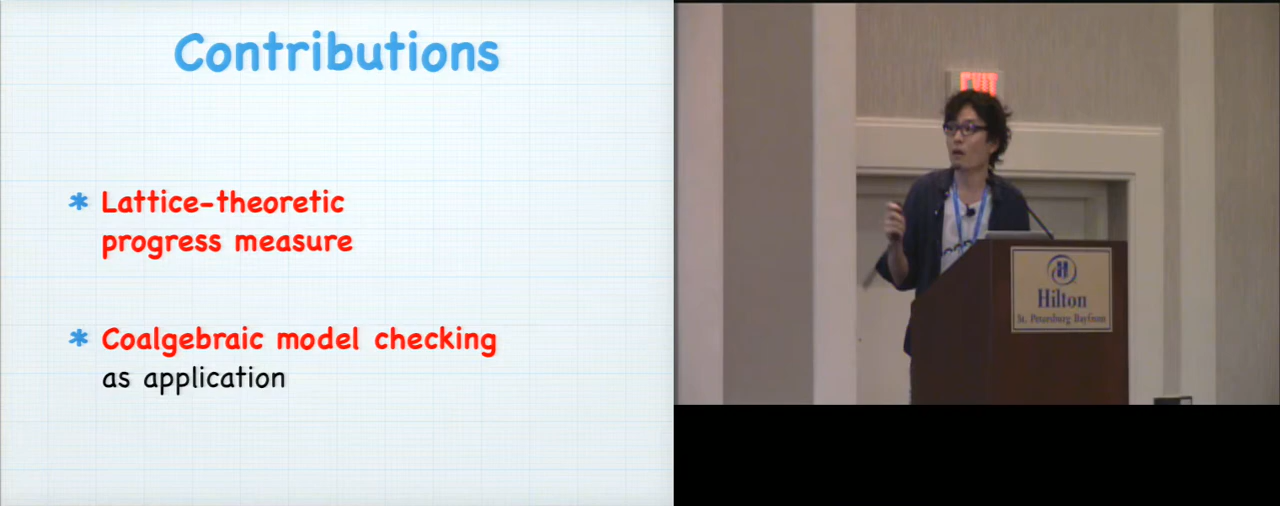 Contributions
* Lattice-theoretic
progress measure
* Coalgebraic model checking
as application
EXIT
Hilton
St. Petersburg Bayfront